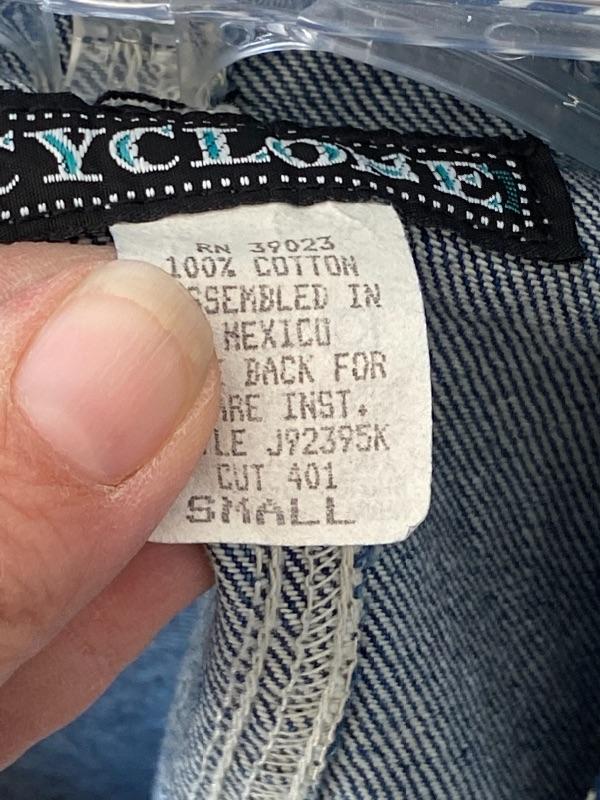 CYCLONE
RN 39023
100% COTTON
SSEMBLED IN
MEXICO
BACK FOR
ARE INST.
LE J92395K
CUT 401
SMALL